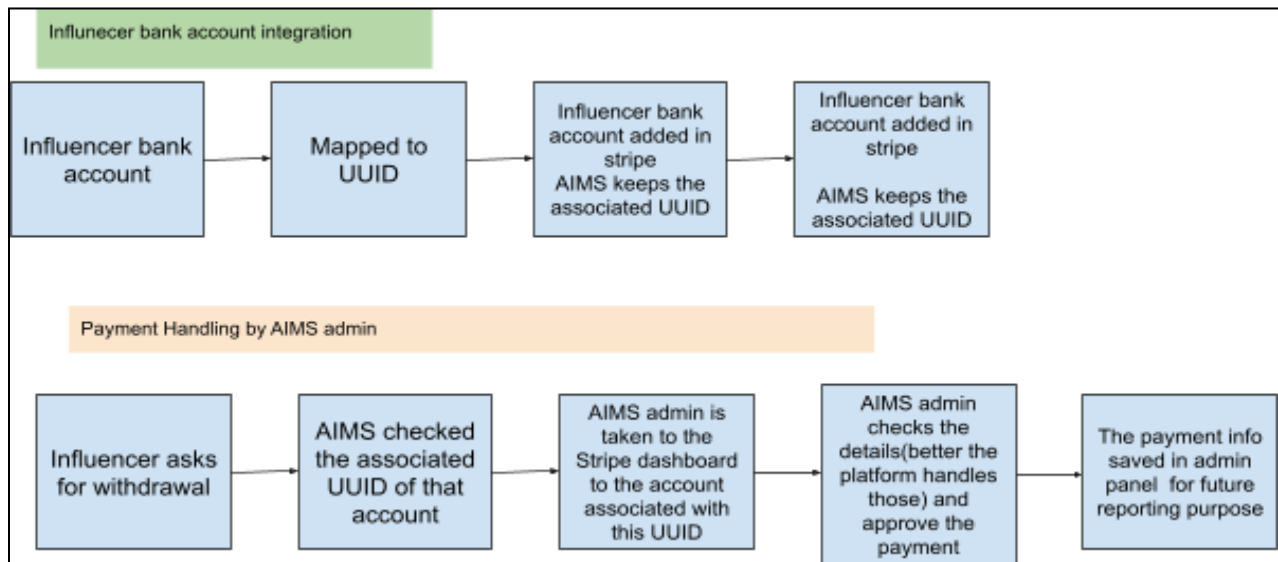 Influnecer bank account integration
Influencer bank
account
Mapped to
UUID
Influencer bank
account added in
stripe
AIMS keeps the
associated UUID
Influencer bank
account added in
stripe
AIMS keeps the
associated UUID
Payment Handling by AIMS admin
Influencer asks
for withdrawal
AIMS checked
the associated
UUID of that
account
AIMS admin is
taken to the
Stripe dashboard
to the account
associated with
this UUID
AIMS admin
checks the
details(better the
platform handles
those) and
approve the
payment
The payment info
saved in admin
panel for future
reporting purpose